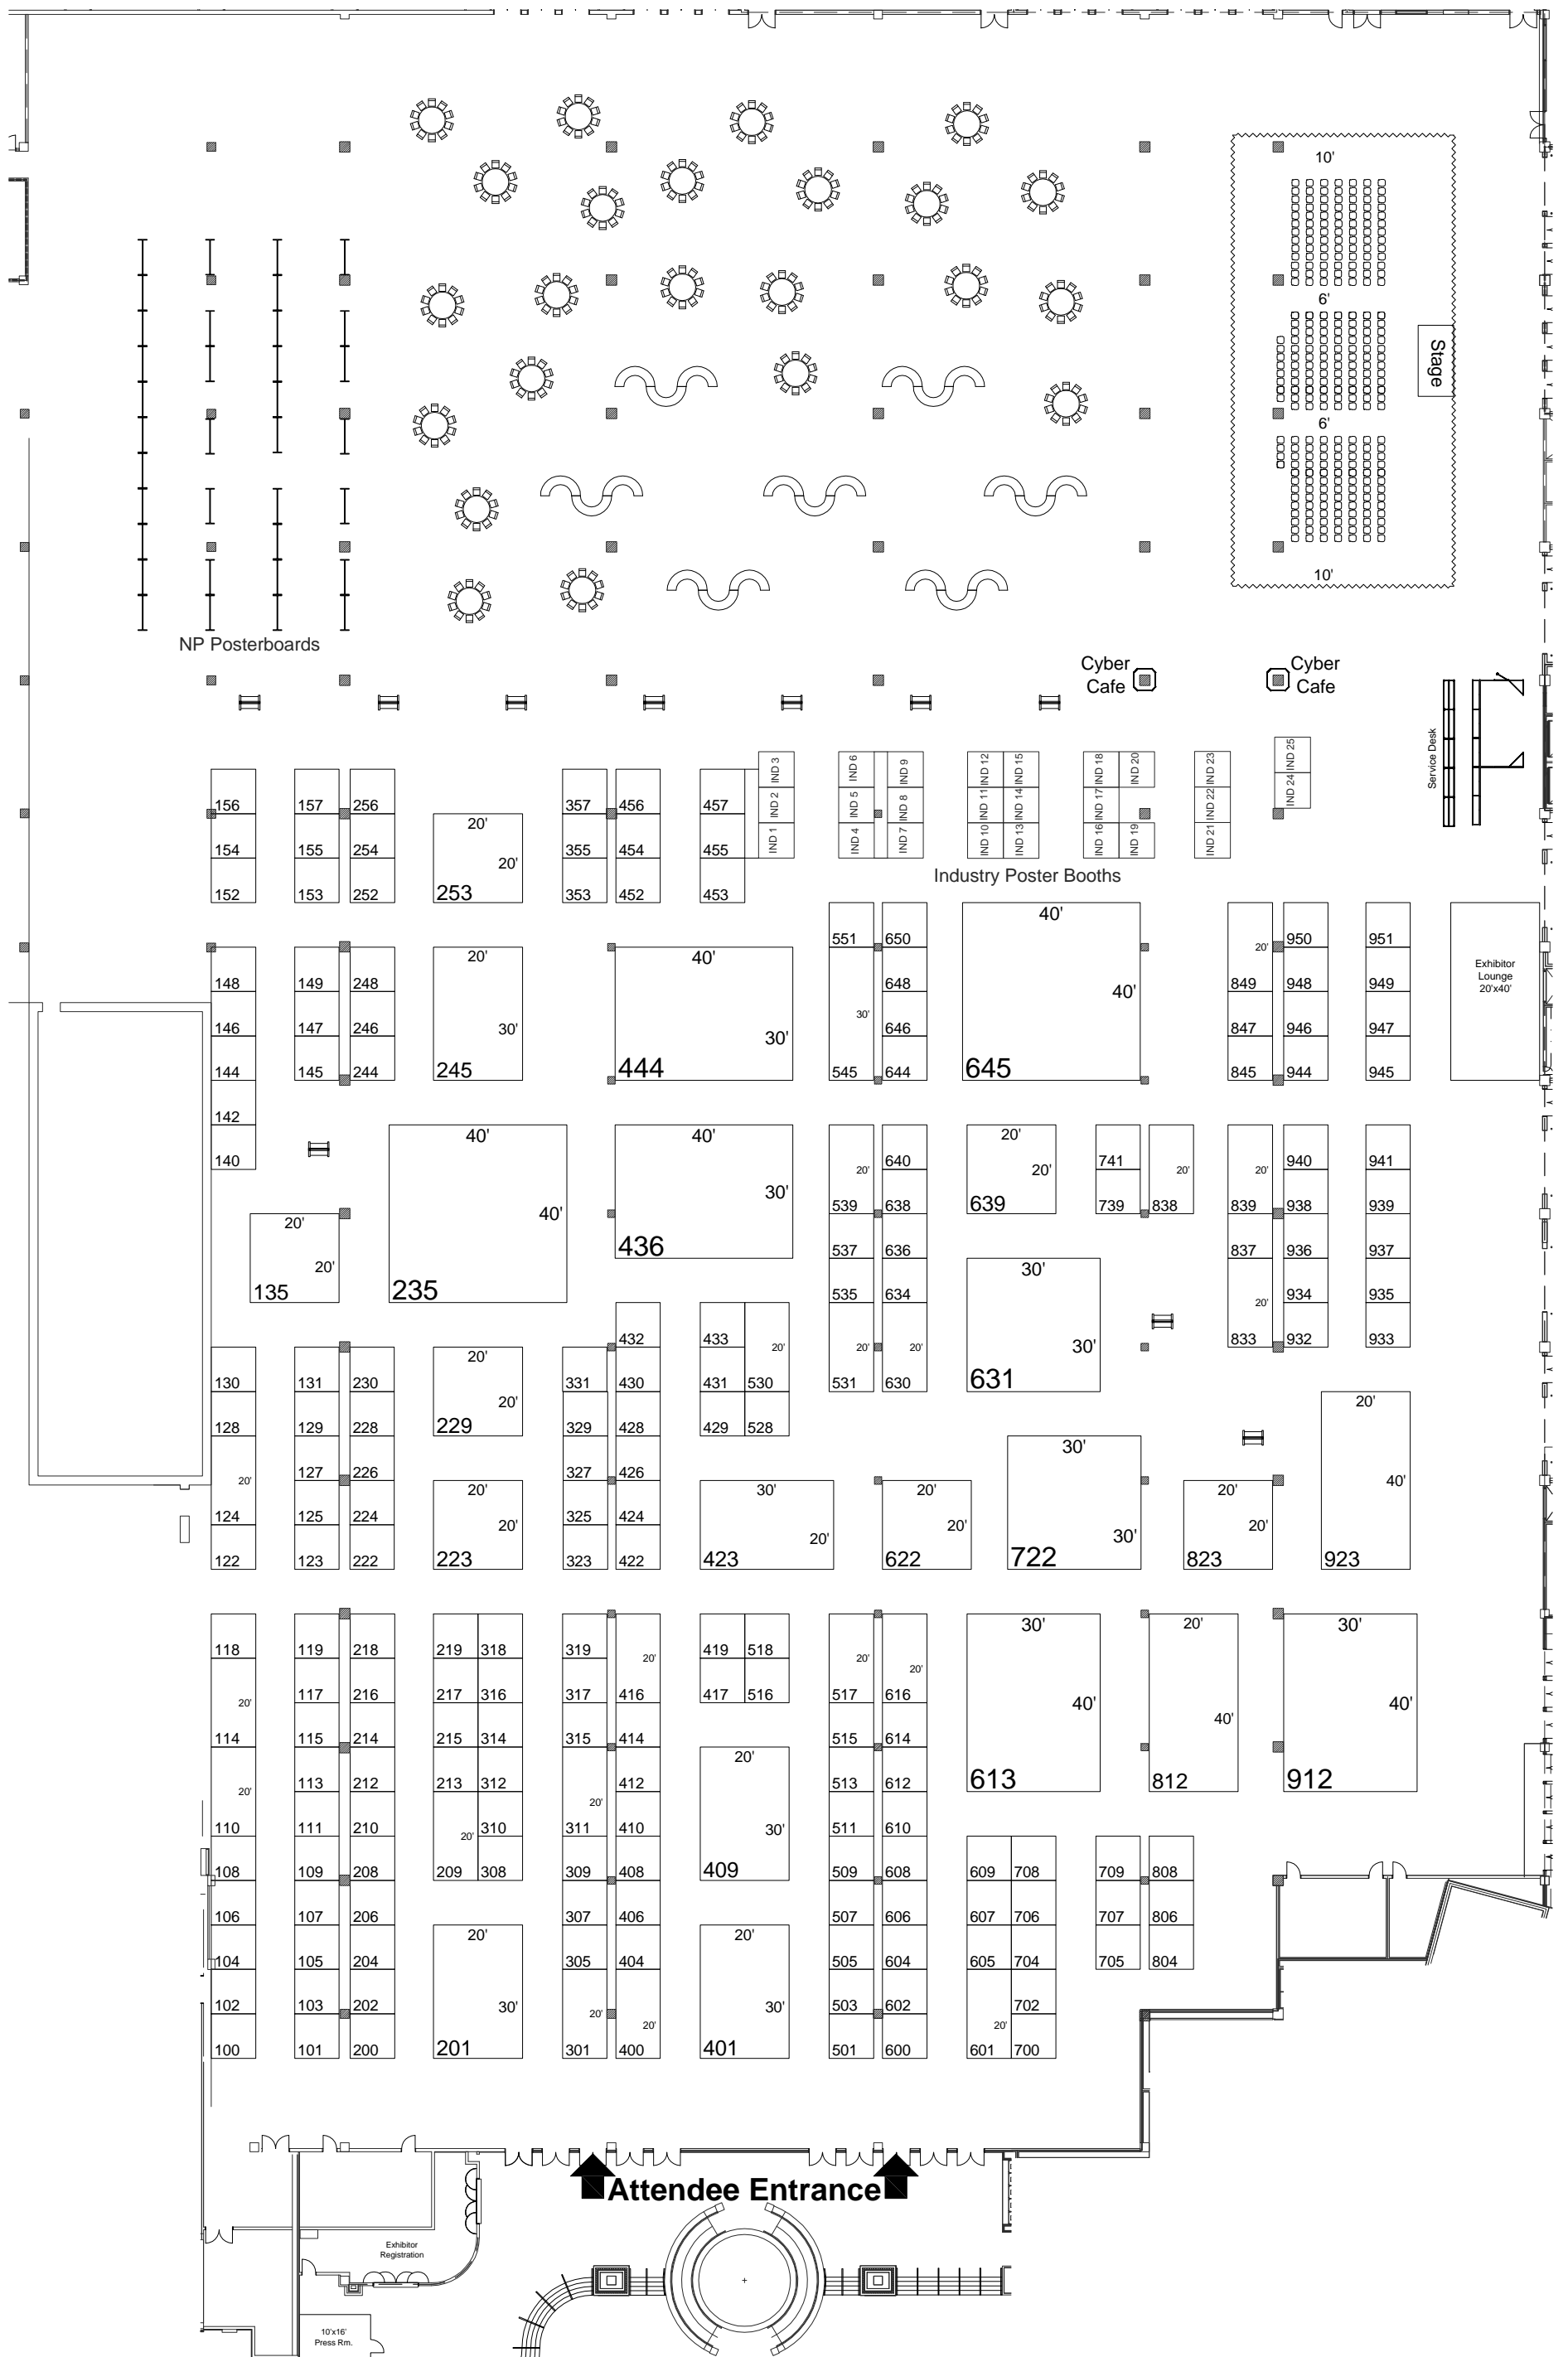 10'
6'
Stage
6'
10'
NP Posterboards
Cyber
Cafe
Cyber
Cafe
Service Desk
IND 3 IND 6 IND 9 IND 12 IND 15 IND 18 IND 20 IND 23 IND 25
156 157 256 357 456 457 IND 2 IND 5 IND 8 IND 11 IND 14 IND 17 IND 22 IND 24
20'
154 155 254 20' 355 454 455 IND 1 IND 4 IND 7 IND 10 IND 13 IND 16 IND 19 IND 21
Industry Poster Booths
152 153 252 253 353 452 453
40'
551 650 20' 950 951
20' 40'
Exhibitor
Lounge
20'x40'
148 149 248 648 40' 849 948 949
30'
146 147 246 30' 30' 646 847 946 947
144 145 244 245 444 545 644 645 845 944 945
142
40' 40' 20'
140 20' 640 20' 741 20' 20' 940 941
40' 30' 539 638 639 739 838 839 938 939
20'
436 537 636 837 936 937
20'
30'
135 235 535 634 20' 934 935
432 433 20' 20' 20' 30' 833 932 933
20'
130 131 230 20' 331 430 431 530 531 630 631
20'
128 129 228 229 329 428 429 528
30'
20' 127 226 327 426 40'
20' 30' 20' 20'
124 125 224 20' 325 424 20' 20' 30' 20'
122 123 222 223 323 422 423 622 722 823 923
30' 20' 30'
118 119 218 219 318 319 20' 419 518 20' 20'
20' 117 216 217 316 317 416 417 516 517 616 40' 40' 40'
114 115 214 215 314 315 414 515 614
20'
20' 113 212 213 312 20' 412 513 612 613 812 912
110 111 210 20' 310 311 410 30' 511 610
108 109 208 209 308 309 408 409 509 608 609 708 709 808
106 107 206 307 406 507 606 607 706 707 806
20' 20'
104 105 204 305 404 505 604 605 704 705 804
102 103 202 30' 20' 20' 30' 503 602 20' 702
100 101 200 201 301 400 401 501 600 601 700
Attendee Entrance
Exhibitor
Registration
10'x16'
Press Rm.